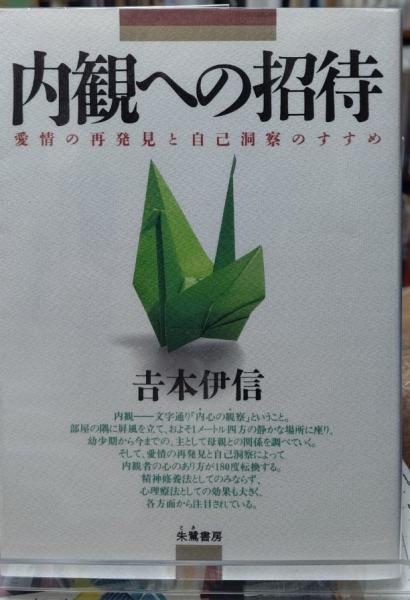 内観への招待
愛情の再発見と自己洞察のすすめ
吉本伊信
内観──文字通り「内心の観察」ということ。
部屋の隅に屏風を立て、およそ1メートル四方の静かな場所に座り、
幼少期から今までの、主として母親との関係を調べていく。
そして、愛情の再発見と自己洞察によって
内観者の心のあり方が180度転換する。
精神修養法としてのみならず、
心理療法としての効果も大きく、
各方面から注目されている。
とき
朱鷺書房